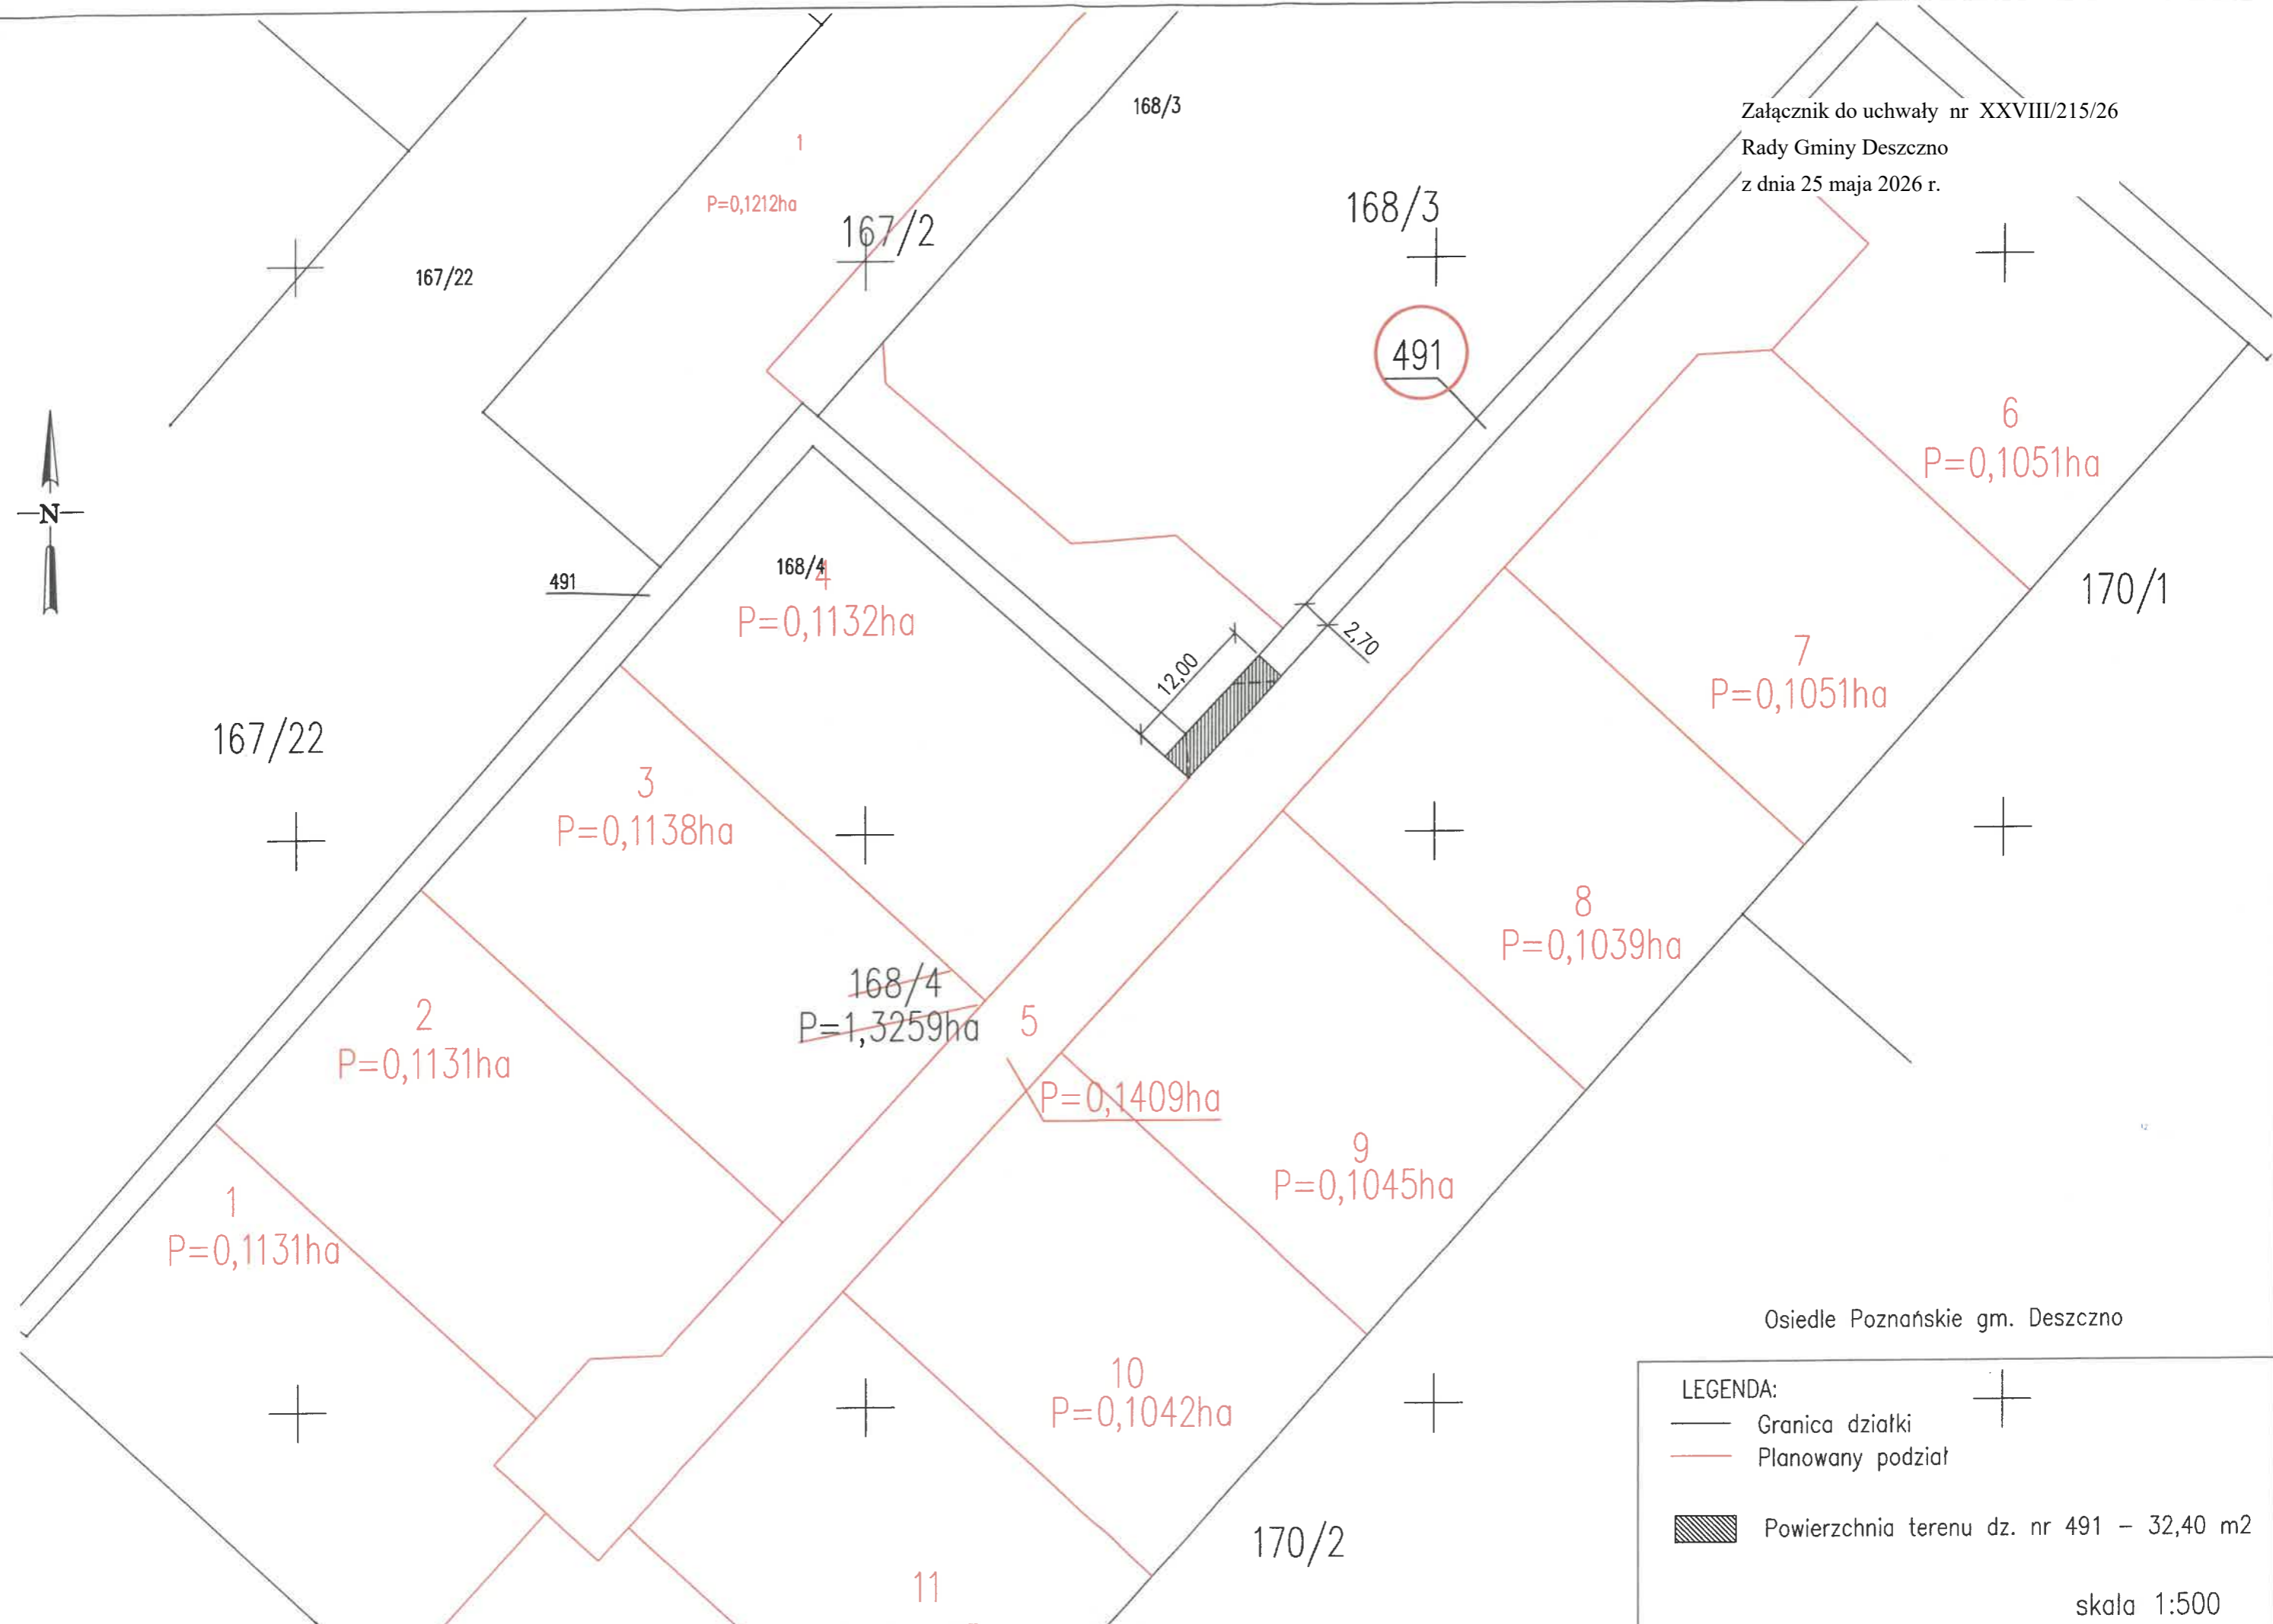 Załącznik do uchwały nr XXVIII/215/26
Rady Gminy Deszczno
z dnia 25 maja 2026 r.
168/3
1
P=0,1212ha
167/2
168/3
167/22
491
6
P=0,1051ha
N
168/4
4
P=0,1132ha
491
170/1
2,70
12,00
7
P=0,1051ha
167/22
3
P=0,1138ha
8
P=0,1039ha
168/4
P=1,3259ha
5
P=0,1409ha
2
P=0,1131ha
9
P=0,1045ha
1
P=0,1131ha
10
P=0,1042ha
170/2
11
Osiedle Poznańskie gm. Deszczno
LEGENDA:
Granica działki
Planowany podział
Powierzchnia terenu dz. nr 491 – 32,40 m2
skala 1:500